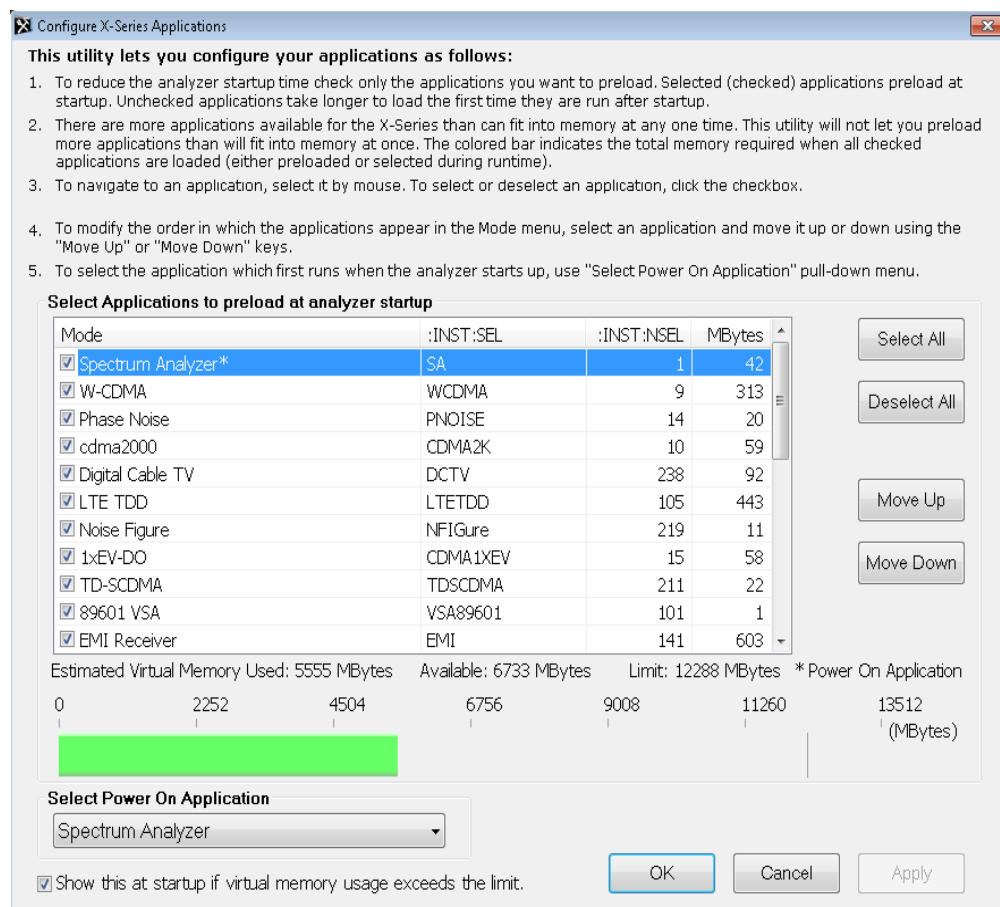 Configure X-Series Applications
This utility lets you configure your applications as follows:
1. To reduce the analyzer startup time check only the applications you want to preload. Selected (checked) applications preload at
startup. Unchecked applications take longer to load the first time they are run after startup.
2. There are more applications available for the X-Series than can fit into memory at any one time. This utility will not let you preload
more applications than will fit into memory at once. The colored bar indicates the total memory required when all checked
applications are loaded (either preloaded or selected during runtime).
3. To navigate to an application, select it by mouse. To select or deselect an application, click the checkbox.
4. To modify the order in which the applications appear in the Mode menu, select an application and move it up or down using the
"Move Up" or "Move Down" keys.
5. To select the application which first runs when the analyzer starts up, use "Select Power On Application" pull-down menu.
Select Applications to preload at analyzer startup
Mode :INST:SEL :INST:NSEL MBytes
Spectrum Analyzer* SA 1 42
W-CDMA WCDMA 9 313
Phase Noise PNOISE 14 20
cdma2000 CDMA2K 10 59
Digital Cable TV DCTV 238 92
LTE TDD LTETDD 105 443
Noise Figure NFIGure 219 11
1xEV-DO CDMA1XEV 15 58
TD-SCDMA TDSCDMA 211 22
89601 VSA VSA89601 101 1
EMI Receiver EMI 141 603
Select All
Deselect All
Move Up
Move Down
Estimated Virtual Memory Used: 5555 MBytes Available: 6733 MBytes Limit: 12288 MBytes * Power On Application
0 2252 4504 6756 9008 11260 13512
(MBytes)
Select Power On Application
Spectrum Analyzer
Show this at startup if virtual memory usage exceeds the limit.
OK Cancel Apply